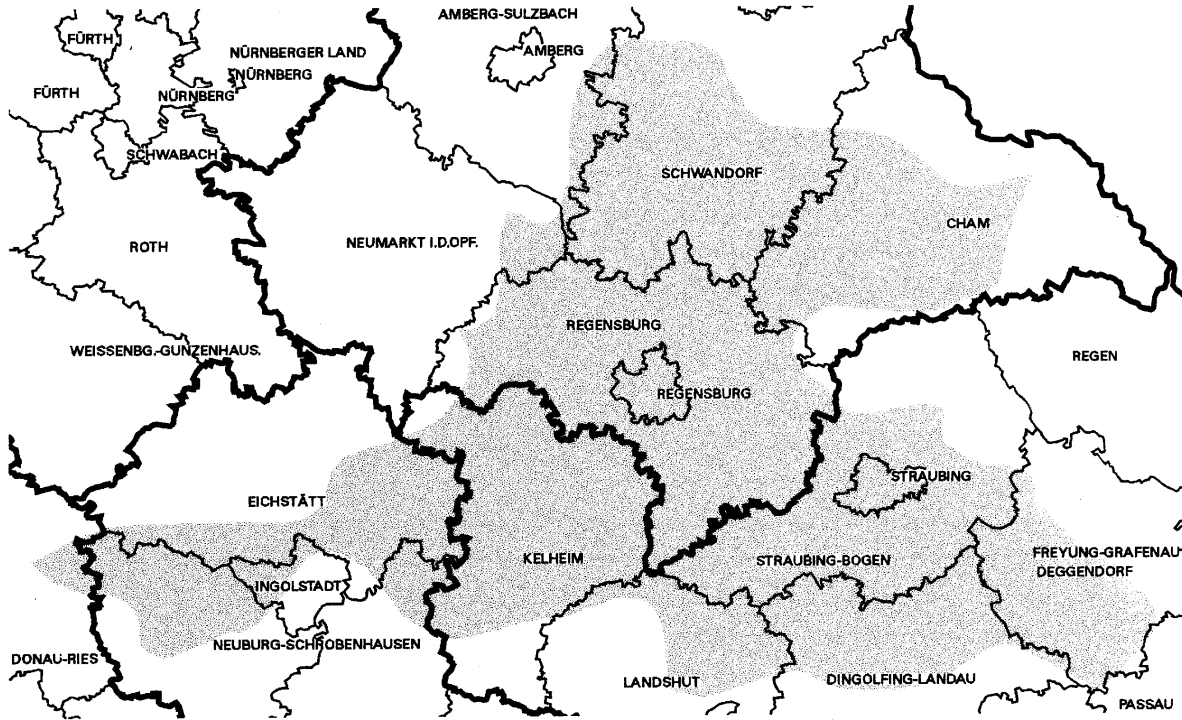 AMBERG-SULZBACH
FÜRTH
NÜRNBERGER LAND
AMBERG
NÜRNBERG
FÜRTH
NÜRNBERG
SCHWABACH
SCHWANDORF
CHAM
ROTH
NEUMARKT I.D.OPF.
REGENSBURG
WEISSENBG.-GUNZENHAUS.
REGEN
REGENSBURG
STRAUBING
EICHSTÄTT
FREYUNG-GRAFENAU
KELHEIM
STRAUBING-BOGEN
DEGGENDORF
INGOLSTADT
NEUBURG-SCHROBENHAUSEN
DONAU-RIES
LANDSHUT
DINGOLFING-LANDAU
PASSAU